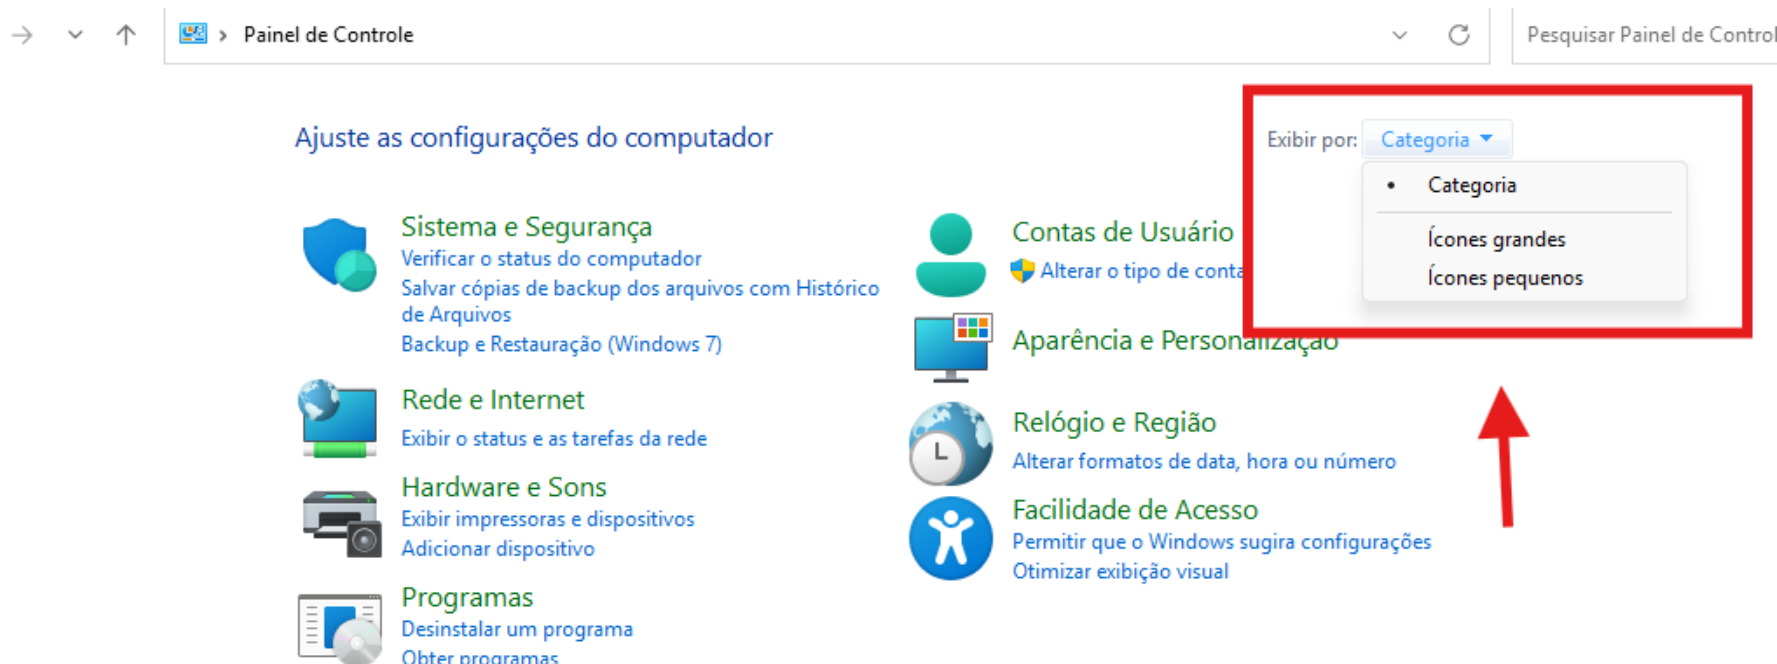 Painel de Controle
Pesquisar Painel de Control
Ajuste as configurações do computador
Exibir por: Categoria
Categoria
Ícones grandes
Ícones pequenos
Sistema e Segurança
Verificar o status do computador
Salvar cópias de backup dos arquivos com Histórico
de Arquivos
Backup e Restauração (Windows 7)
Rede e Internet
Exibir o status e as tarefas da rede
Hardware e Sons
Exibir impressoras e dispositivos
Adicionar dispositivo
Programas
Desinstalar um programa
Obter programas
Contas de Usuário
Alterar o tipo de conta
Aparência e Personalização
Relógio e Região
Alterar formatos de data, hora ou número
Facilidade de Acesso
Permitir que o Windows sugira configurações
Otimizar exibição visual